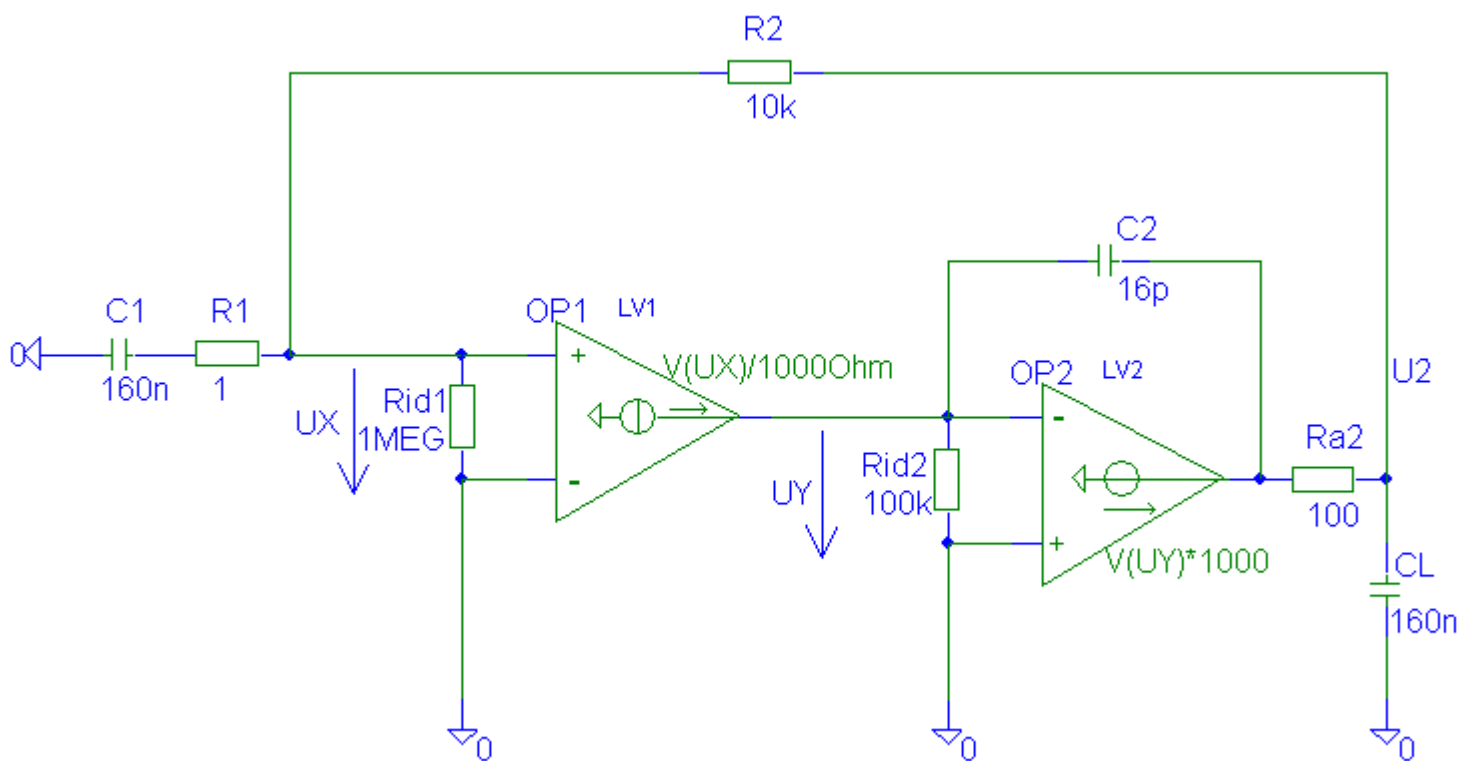 R2
10k
C2
16p
C1
R1
OP1
LV1
0
160n
1
+
V(UX)/1000Ohm
OP2
LV2
U2
UX
Rid1
1MEG
-
-
Rid2
100k
UY
Ra2
100
+
V(UY)*1000
CL
160n
0
0
0